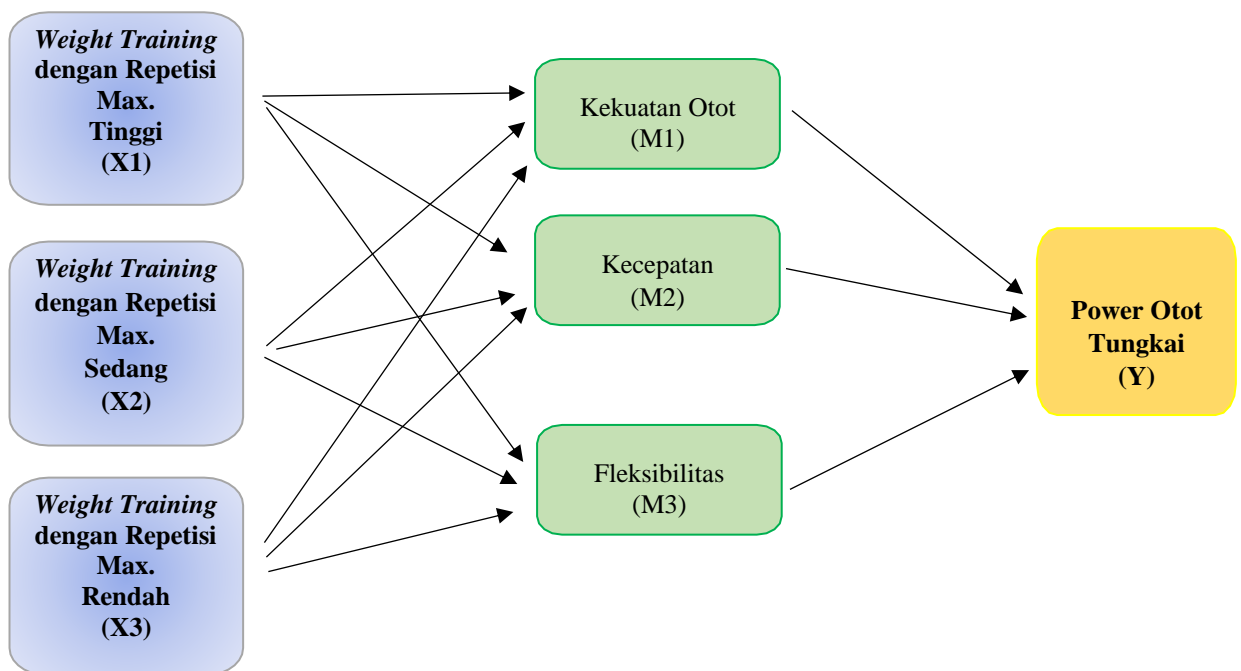 Weight Training
dengan Repetisi
Max.
Tinggi
(X1)
Weight Training
dengan Repetisi
Max.
Sedang
(X2)
Weight Training
dengan Repetisi
Max.
Rendah
(X3)
Kekuatan Otot
(M1)
Kecepatan
(M2)
Fleksibilitas
(M3)
Power Otot
Tungkai
(Y)